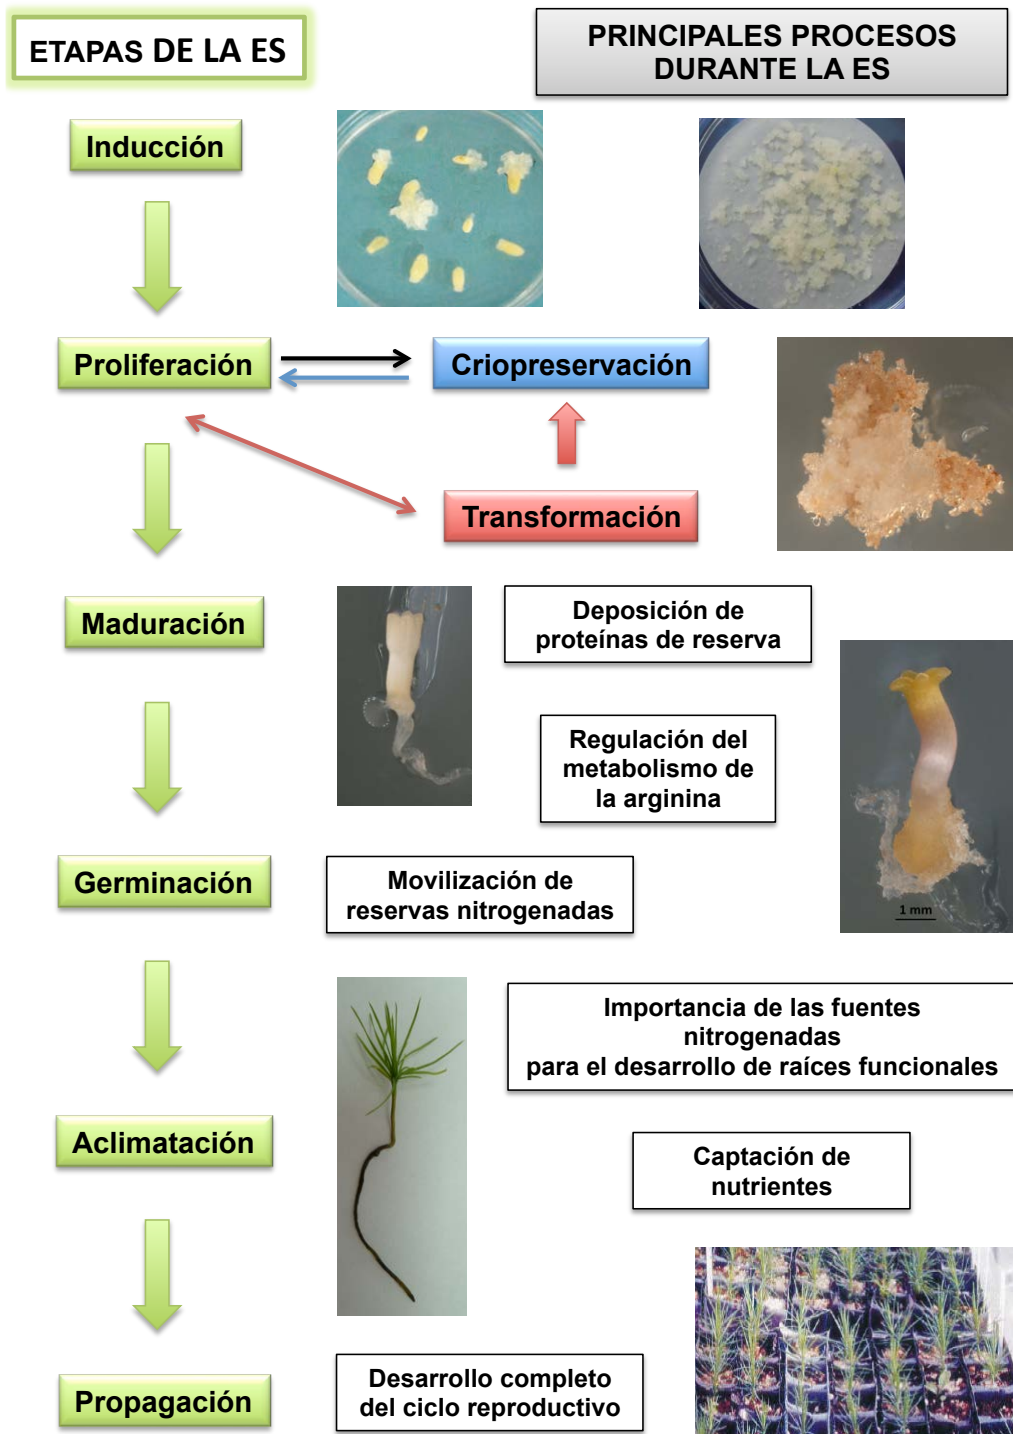 ETAPAS DE LA ES
PRINCIPALES PROCESOS
DURANTE LA ES
Inducción
Proliferación
Criopreservación
Transformación
Maduración
Deposición de
proteínas de reserva
Regulación del
metabolismo de
la arginina
Germinación
Movilización de
reservas nitrogenadas
1 mm
Importancia de las fuentes
nitrogenadas
para el desarrollo de raíces funcionales
Aclimatación
Captación de
nutrientes
Propagación
Desarrollo completo
del ciclo reproductivo